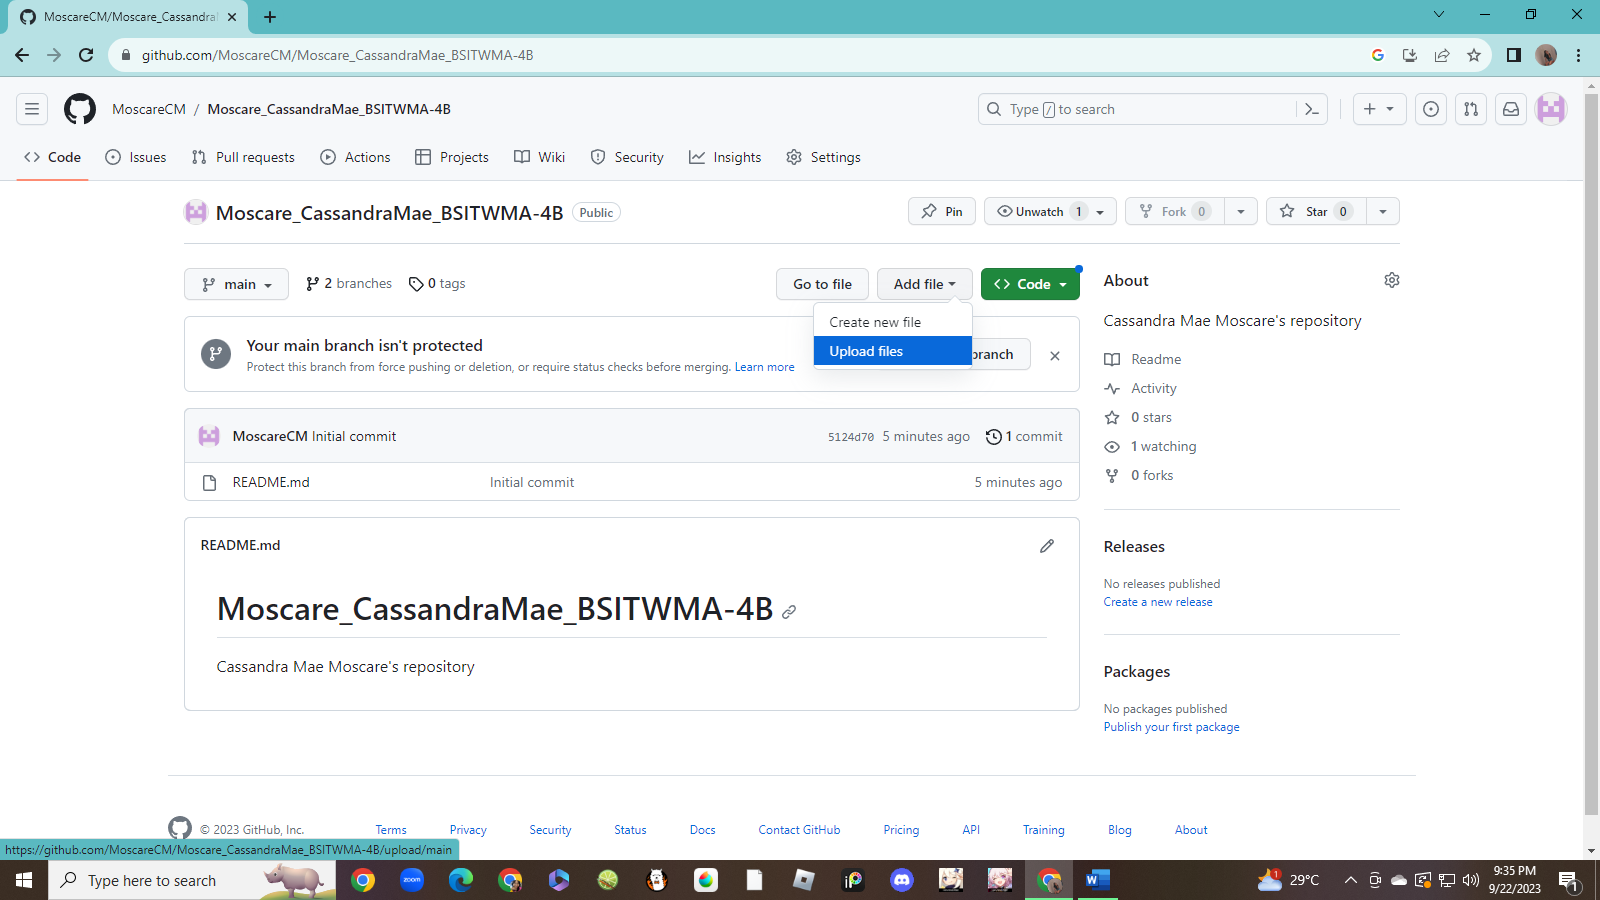 MoscareCM/Moscare_Cassandra
github.com/MoscareCM/Moscare_CassandraMae_BSITWMA-4B
MoscareCM / Moscare_CassandraMae_BSITWMA-4B
Type / to search
Code
Issues
Pull requests
Actions
Projects
Wiki
Security
Insights
Settings
Moscare_CassandraMae_BSITWMA-4B Public
Pin
Unwatch 1
Fork 0
Star 0
main
2 branches
0 tags
Go to file
Add file
Code
Create new file
Upload files
Your main branch isn't protected
Protect this branch from force pushing or deletion, or require status checks before merging. Learn more
branch
MoscareCM Initial commit
5124d70 5 minutes ago
1 commit
README.md
Initial commit
5 minutes ago
README.md
Moscare_CassandraMae_BSITWMA-4B
Cassandra Mae Moscare's repository
About
Cassandra Mae Moscare's repository
Readme
Activity
0 stars
1 watching
0 forks
Releases
No releases published
Create a new release
Packages
No packages published
Publish your first package
© 2023 GitHub, Inc.
Terms
Privacy
Security
Status
Docs
Contact GitHub
Pricing
API
Training
Blog
About
https://github.com/MoscareCM/Moscare_CassandraMae_BSITWMA-4B/upload/main
Type here to search
zoom
iP
W
1
29°C
9:35 PM
9/22/2023
1